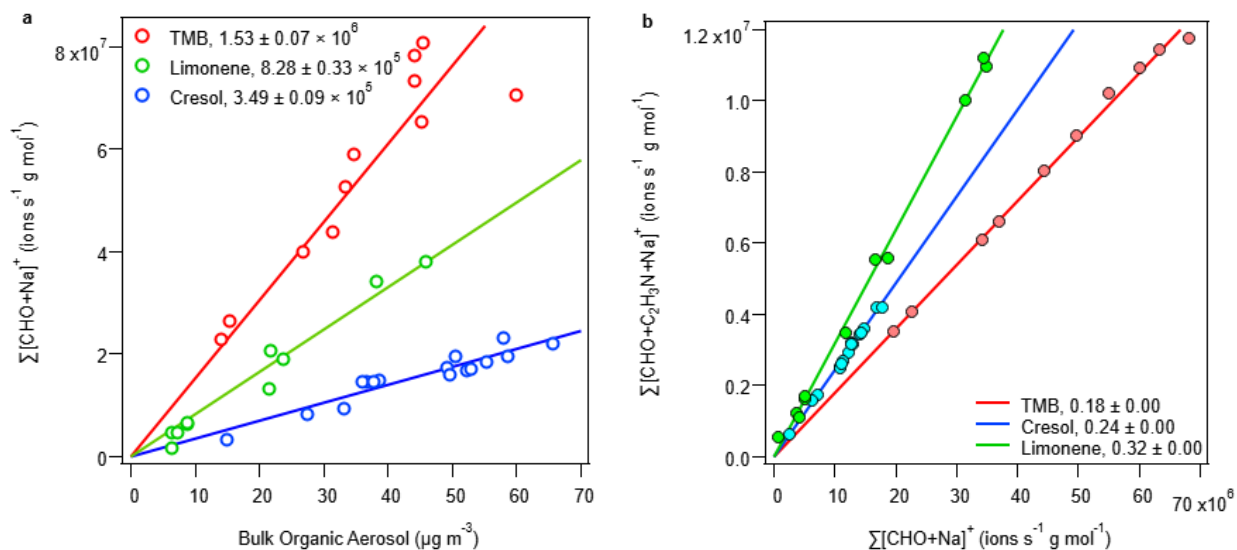 a
8 x10⁷
6
4
2
0
∑[CHO+Na]⁺ (ions s⁻¹ g mol⁻¹)
TMB, 1.53 ± 0.07 × 10⁶
Limonene, 8.28 ± 0.33 × 10⁵
Cresol, 3.49 ± 0.09 × 10⁵
0 10 20 30 40 50 60 70
Bulk Organic Aerosol (µg m⁻³)
b
1.2 x10⁷
1.0
0.8
0.6
0.4
0.2
0.0
∑[CHO+C₂H₃N+Na]⁺ (ions s⁻¹ g mol⁻¹)
TMB, 0.18 ± 0.00
Cresol, 0.24 ± 0.00
Limonene, 0.32 ± 0.00
0 10 20 30 40 50 60 70 x10⁶
∑[CHO+Na]⁺ (ions s⁻¹ g mol⁻¹)